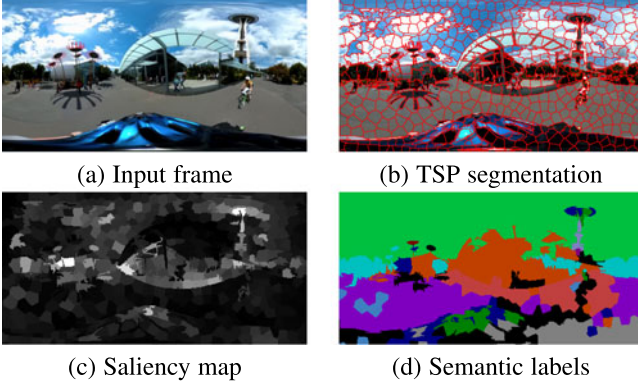 (a) Input frame
(b) TSP segmentation
(c) Saliency map
(d) Semantic labels